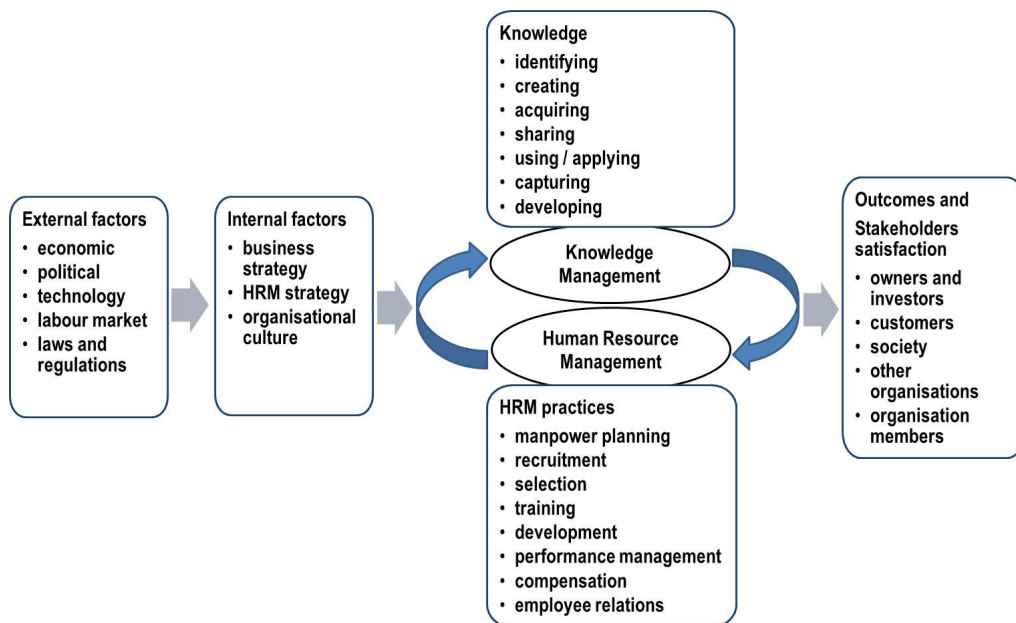 External factors
• economic
• political
• technology
• labour market
• laws and
regulations
Internal factors
• business
strategy
• HRM strategy
• organisational
culture
Knowledge
• identifying
• creating
• acquiring
• sharing
• using / applying
• capturing
• developing
Knowledge
Management
Human Resource
Management
HRM practices
• manpower planning
• recruitment
• selection
• training
• development
• performance management
• compensation
• employee relations
Outcomes and
Stakeholders
satisfaction
• owners and
investors
• customers
• society
• other
organisations
• organisation
members